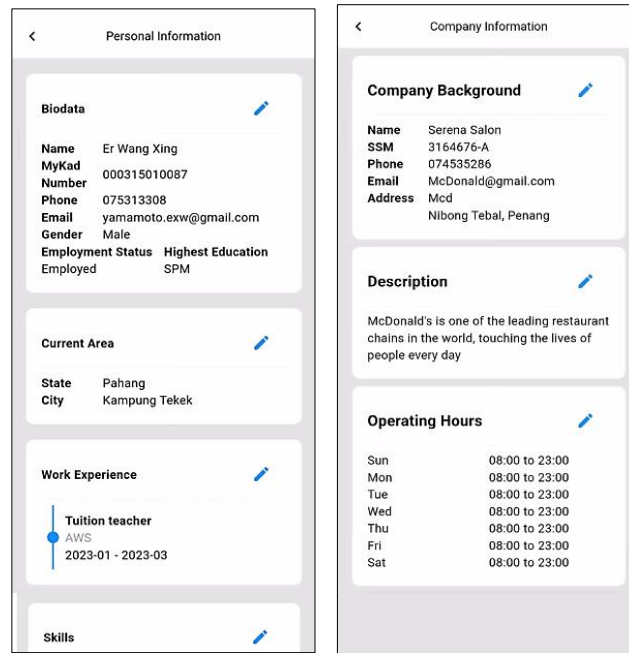 Personal Information
Biodata
Name Er Wang Xing
MyKad Number 000315010087
Phone 075313308
Email yamamoto.exw@gmail.com
Gender Male
Employment Status Highest Education
Employed SPM
Current Area
State Pahang
City Kampung Tekek
Work Experience
Tuition teacher
AWS
2023-01 - 2023-03
Skills
Company Information
Company Background
Name Serena Salon
SSM 3164676-A
Phone 074535286
Email McDonald@gmail.com
Address Mcd
Nibong Tebal, Penang
Description
McDonald's is one of the leading restaurant
chains in the world, touching the lives of
people every day
Operating Hours
Sun 08:00 to 23:00
Mon 08:00 to 23:00
Tue 08:00 to 23:00
Wed 08:00 to 23:00
Thu 08:00 to 23:00
Fri 08:00 to 23:00
Sat 08:00 to 23:00